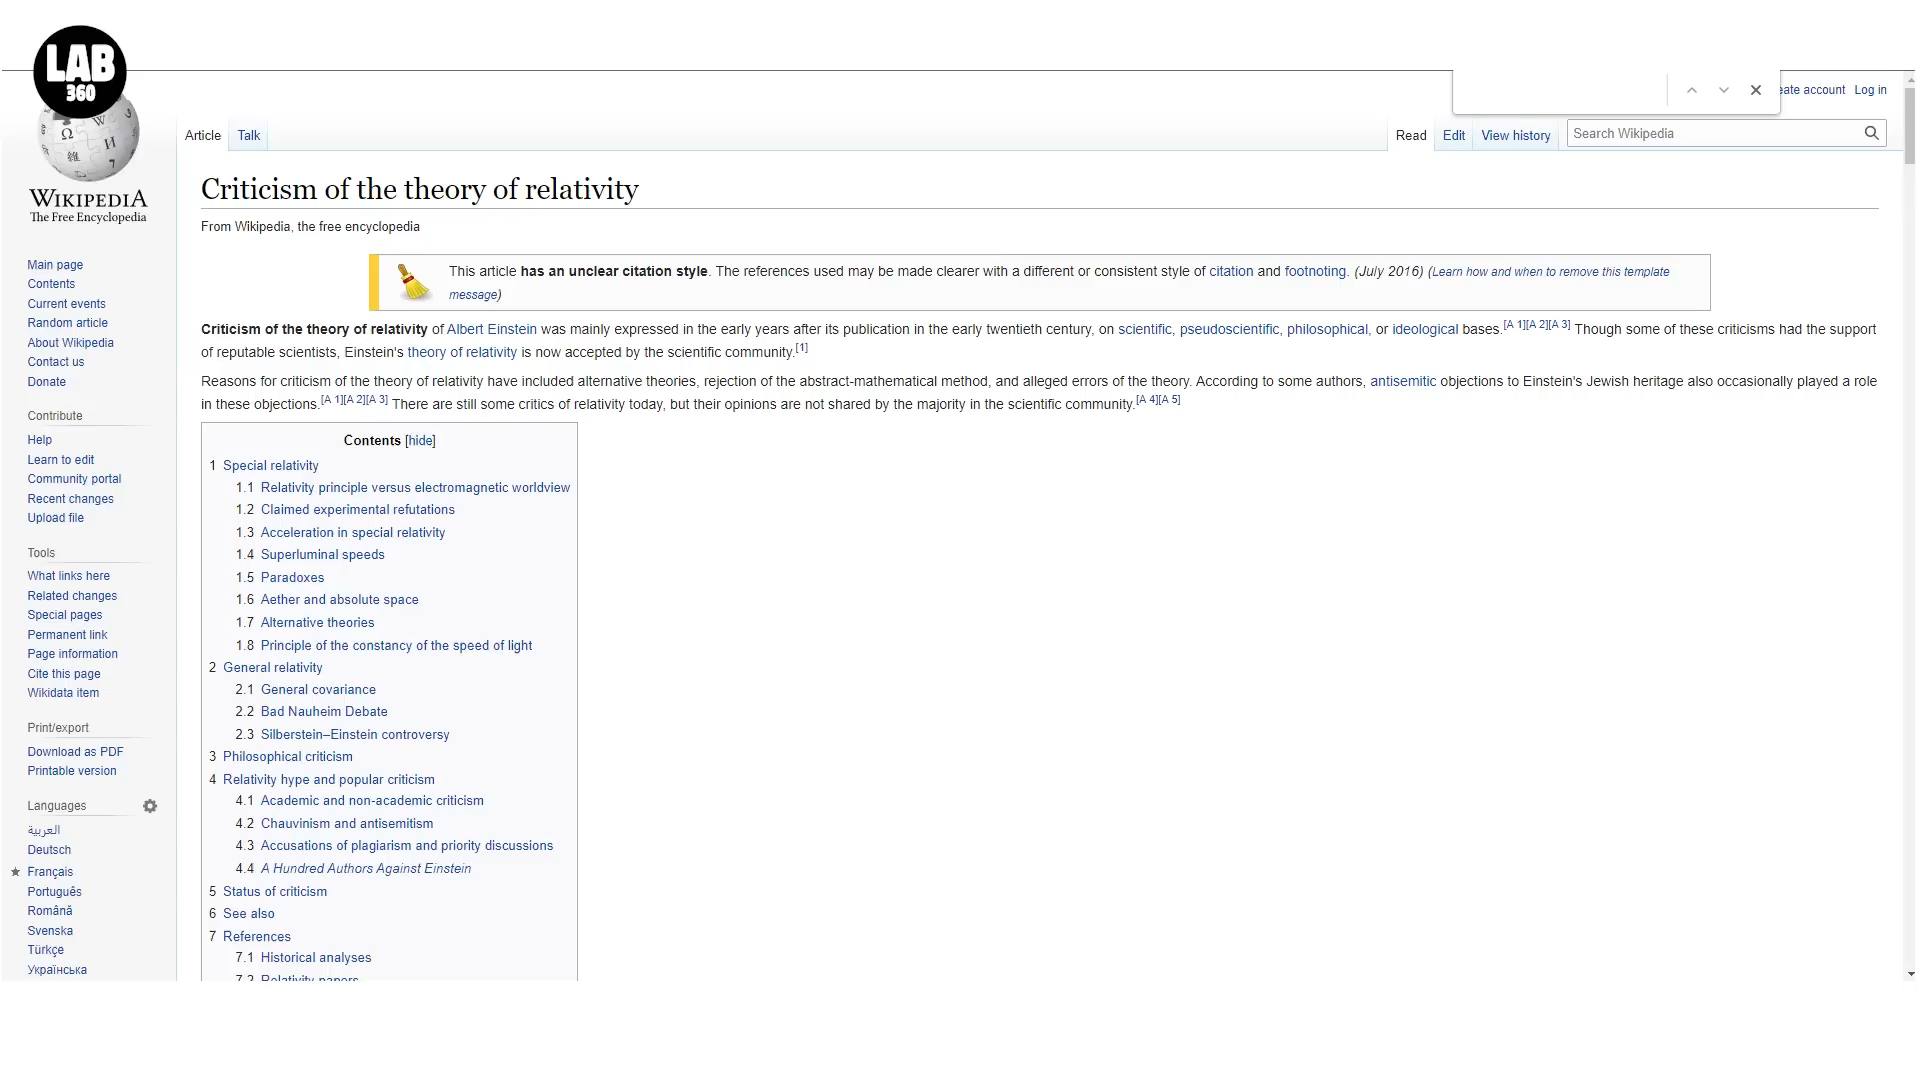 LAB
360
eate account Log in
Article Talk Read Edit View history Search Wikipedia
WIKIPEDIA
The Free Encyclopedia
Main page
Contents
Current events
Random article
About Wikipedia
Contact us
Donate
Contribute
Help
Learn to edit
Community portal
Recent changes
Upload file
Tools
What links here
Related changes
Special pages
Permanent link
Page information
Cite this page
Wikidata item
Print/export
Download as PDF
Printable version
Languages
العربية
Deutsch
Français
Português
Română
Svenska
Türkçe
Українська
Criticism of the theory of relativity
From Wikipedia, the free encyclopedia
This article has an unclear citation style. The references used may be made clearer with a different or consistent style of citation and footnoting. (July 2016) (Learn how and when to remove this template
message)
Criticism of the theory of relativity of Albert Einstein was mainly expressed in the early years after its publication in the early twentieth century, on scientific, pseudoscientific, philosophical, or ideological bases.[A 1][A 2][A 3] Though some of these criticisms had the support
of reputable scientists, Einstein's theory of relativity is now accepted by the scientific community.[1]
Reasons for criticism of the theory of relativity have included alternative theories, rejection of the abstract-mathematical method, and alleged errors of the theory. According to some authors, antisemitic objections to Einstein's Jewish heritage also occasionally played a role
in these objections.[A 1][A 2][A 3] There are still some critics of relativity today, but their opinions are not shared by the majority in the scientific community.[A 4][A 5]
Contents [hide]
1 Special relativity
1.1 Relativity principle versus electromagnetic worldview
1.2 Claimed experimental refutations
1.3 Acceleration in special relativity
1.4 Superluminal speeds
1.5 Paradoxes
1.6 Aether and absolute space
1.7 Alternative theories
1.8 Principle of the constancy of the speed of light
2 General relativity
2.1 General covariance
2.2 Bad Nauheim Debate
2.3 Silberstein–Einstein controversy
3 Philosophical criticism
4 Relativity hype and popular criticism
4.1 Academic and non-academic criticism
4.2 Chauvinism and antisemitism
4.3 Accusations of plagiarism and priority discussions
4.4 A Hundred Authors Against Einstein
5 Status of criticism
6 See also
7 References
7.1 Historical analyses
7.2 Relativity papers